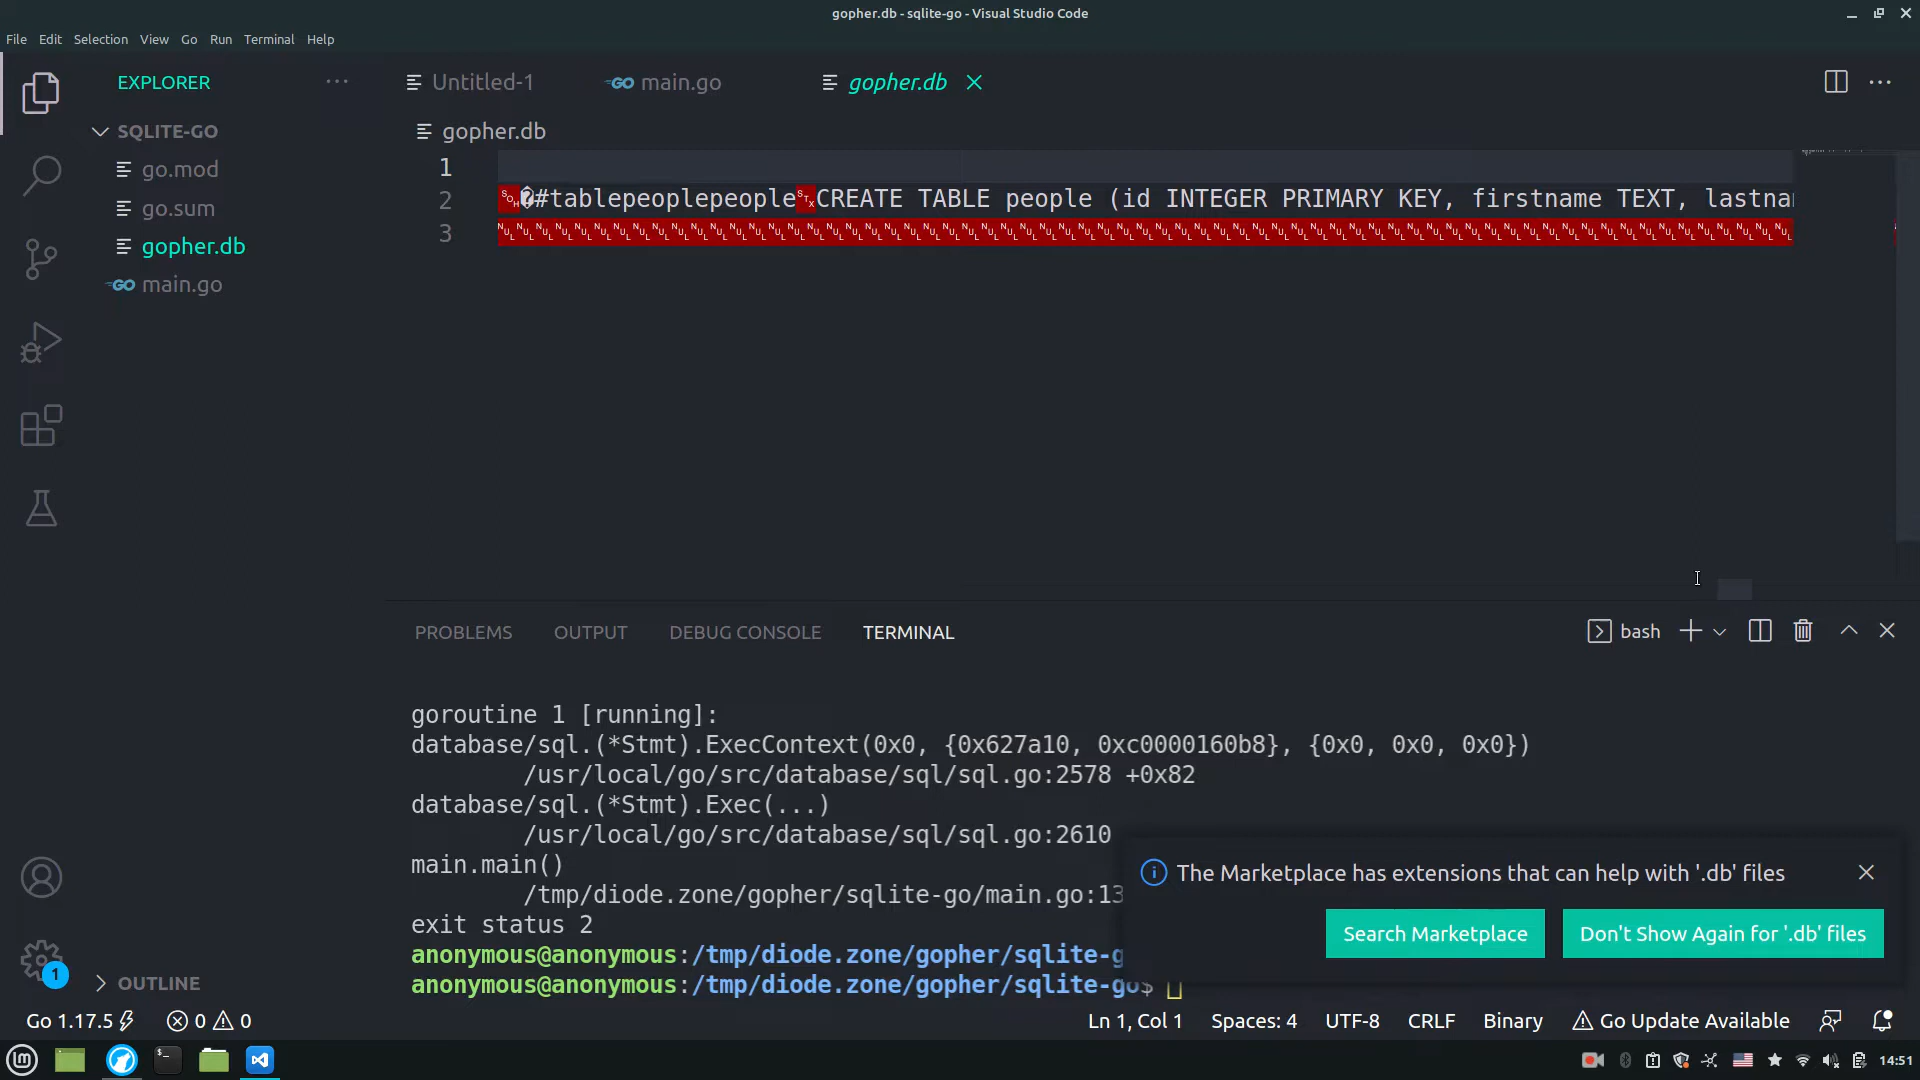 gopher.db - sqlite-go - Visual Studio Code
File Edit Selection View Go Run Terminal Help
EXPLORER
Untitled-1 main.go gopher.db
SQLITE-GO
go.mod
go.sum
gopher.db
main.go
gopher.db
1
2 #tablepeoplepeople CREATE TABLE people (id INTEGER PRIMARY KEY, firstname TEXT, lastna
3
PROBLEMS OUTPUT DEBUG CONSOLE TERMINAL
bash
goroutine 1 [running]:
database/sql.(*Stmt).ExecContext(0x0, {0x627a10, 0xc0000160b8}, {0x0, 0x0, 0x0})
/usr/local/go/src/database/sql/sql.go:2578 +0x82
database/sql.(*Stmt).Exec(...)
/usr/local/go/src/database/sql/sql.go:2610
main.main()
/tmp/diode.zone/gopher/sqlite-go/main.go:13
exit status 2
anonymous@anonymous:/tmp/diode.zone/gopher/sqlite-g
anonymous@anonymous:/tmp/diode.zone/gopher/sqlite-go$
The Marketplace has extensions that can help with '.db' files
Search Marketplace Don't Show Again for '.db' files
1
OUTLINE
Go 1.17.5 0 0 Ln 1, Col 1 Spaces: 4 UTF-8 CRLF Binary Go Update Available
14:51